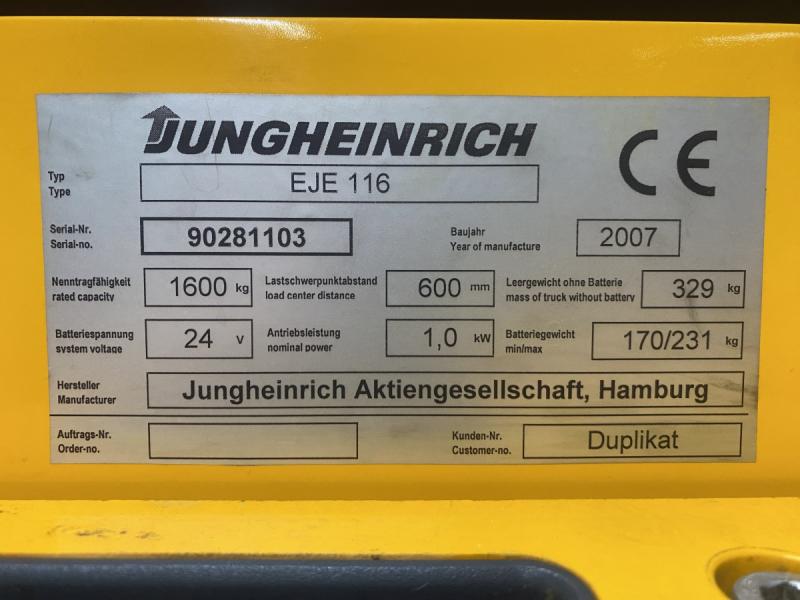 JUNGHEINRICH
CE
Typ
Type
EJE 116
Serial-Nr.
Serial-no.
90281103
Baujahr
Year of manufacture
2007
Nenntragfähigkeit
rated capacity
1600 kg
Lastschwerpunktabstand
load center distance
600 mm
Leergewicht ohne Batterie
mass of truck without battery
329 kg
Batteriespannung
system voltage
24 V
Antriebsleistung
nominal power
1,0 kW
Batteriegewicht
min/max
170/231 kg
Hersteller
Manufacturer
Jungheinrich Aktiengesellschaft, Hamburg
Auftrags-Nr.
Order-no.
Kunden-Nr.
Customer-no.
Duplikat